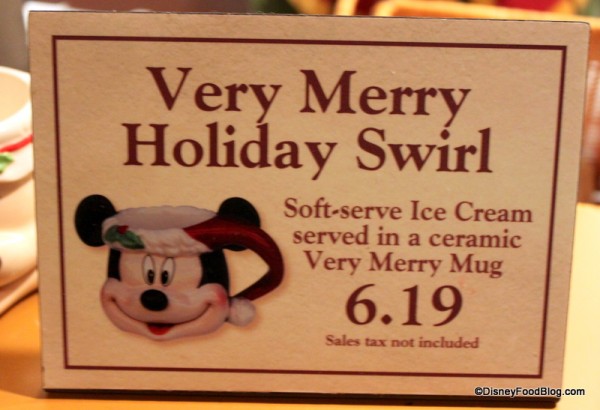 Very Merry
Holiday Swirl
Soft-serve Ice Cream
served in a ceramic
Very Merry Mug
6.19
Sales tax not included
©DisneyFoodBlog.com